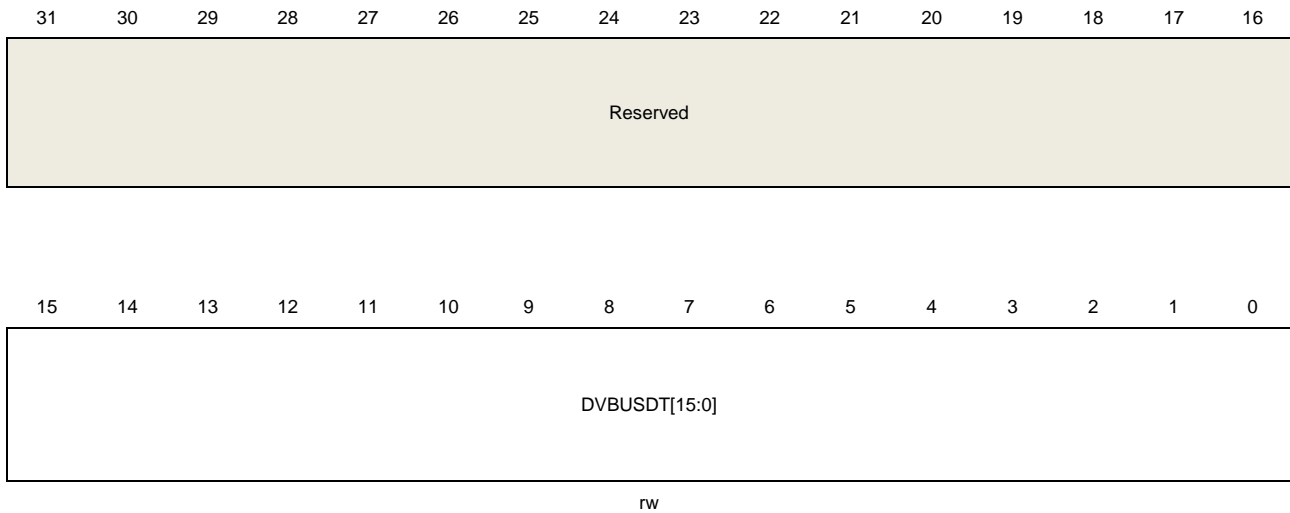 31 30 29 28 27 26 25 24 23 22 21 20 19 18 17 16
Reserved
15 14 13 12 11 10 9 8 7 6 5 4 3 2 1 0
DVBUSDT[15:0]
rw